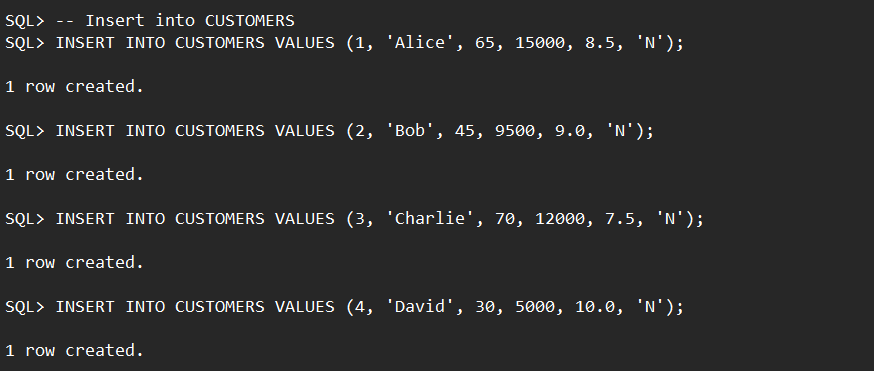 SQL> -- Insert into CUSTOMERS
SQL> INSERT INTO CUSTOMERS VALUES (1, 'Alice', 65, 15000, 8.5, 'N');
1 row created.
SQL> INSERT INTO CUSTOMERS VALUES (2, 'Bob', 45, 9500, 9.0, 'N');
1 row created.
SQL> INSERT INTO CUSTOMERS VALUES (3, 'Charlie', 70, 12000, 7.5, 'N');
1 row created.
SQL> INSERT INTO CUSTOMERS VALUES (4, 'David', 30, 5000, 10.0, 'N');
1 row created.